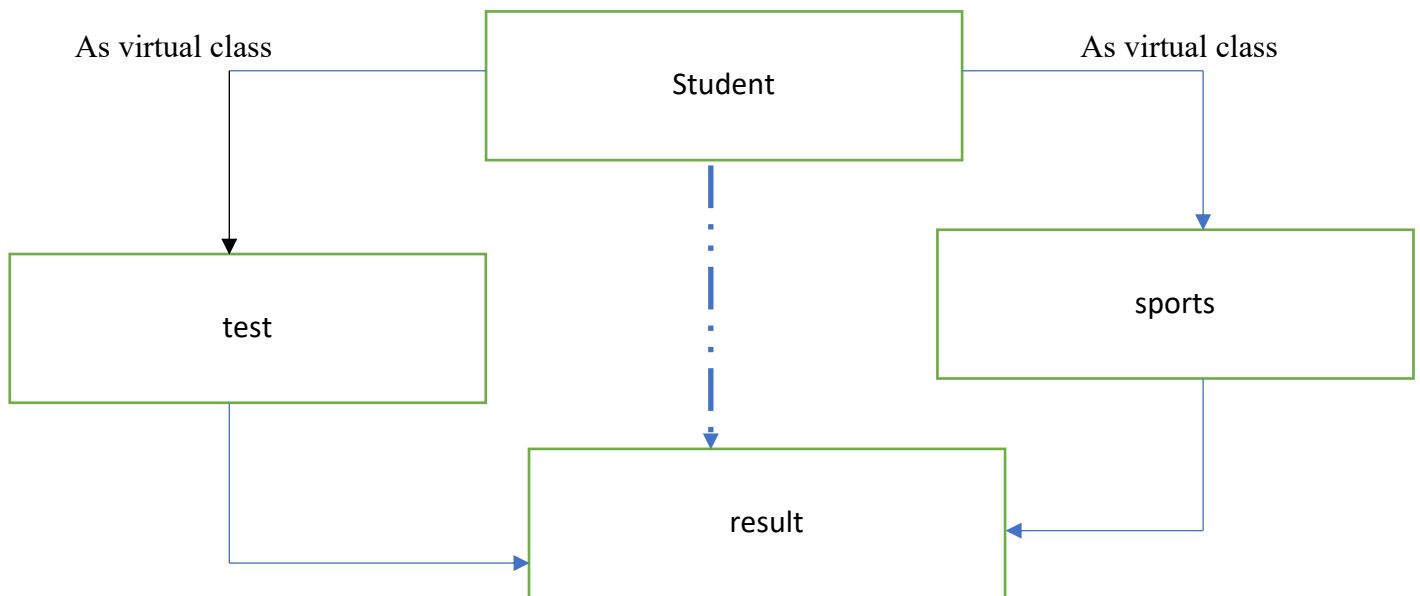 As virtual class
As virtual class
Student
sports
test
result